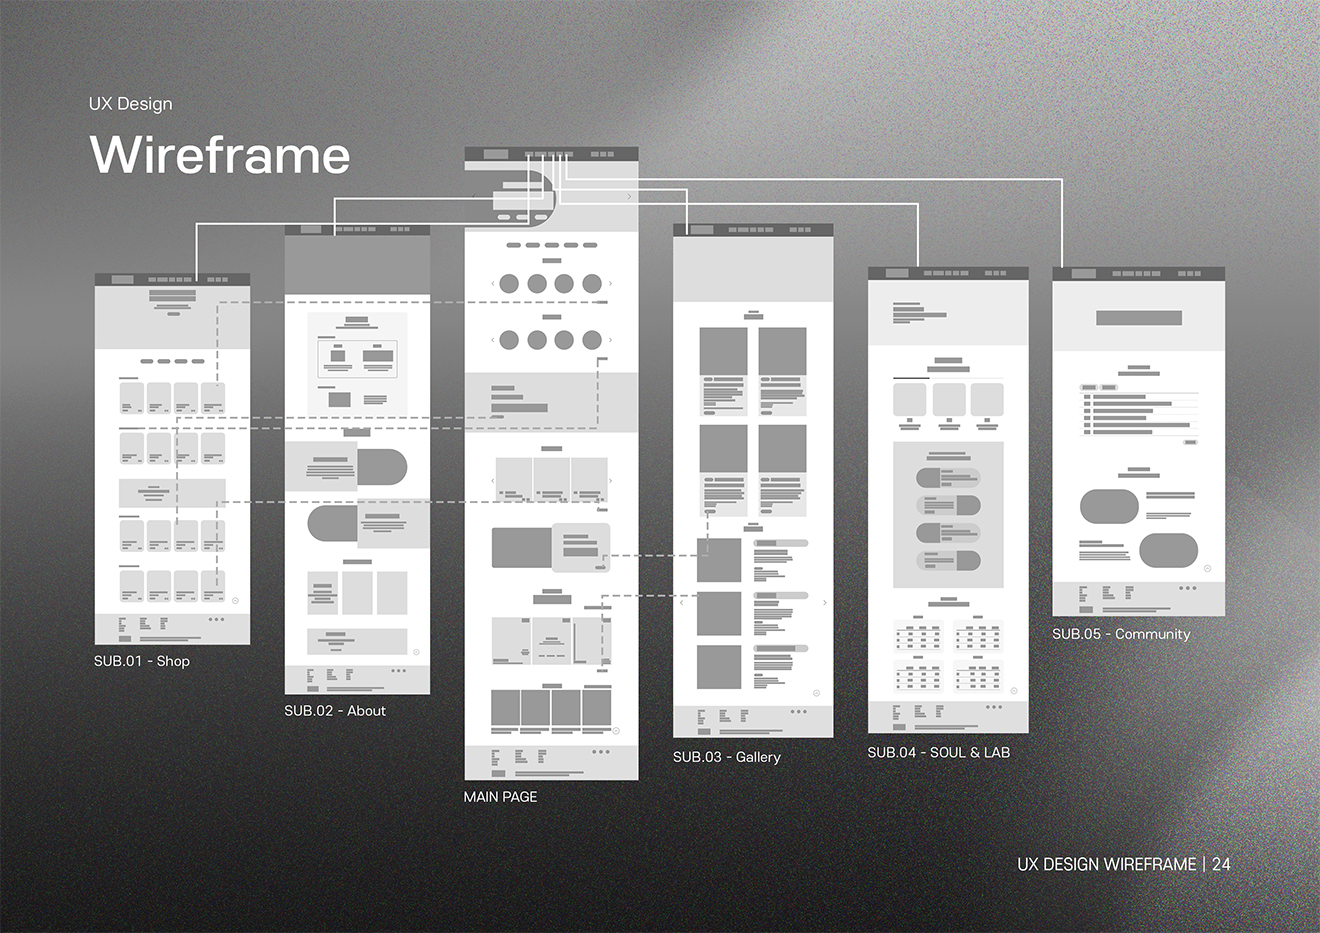 UX Design
Wireframe
SUB.01 - Shop
SUB.02 - About
MAIN PAGE
SUB.03 - Gallery
SUB.04 - SOUL & LAB
SUB.05 - Community
UX DESIGN WIREFRAME | 24